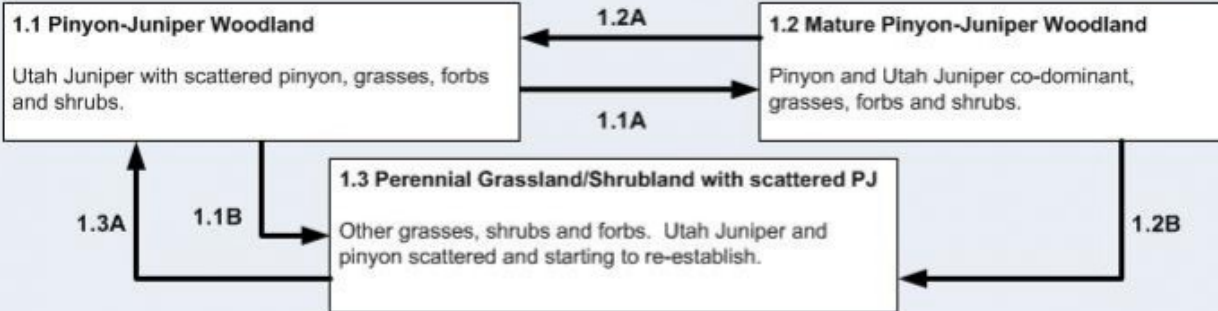 1.1 Pinyon-Juniper Woodland
Utah Juniper with scattered pinyon, grasses, forbs
and shrubs.
1.2A
1.1A
1.2 Mature Pinyon-Juniper Woodland
Pinyon and Utah Juniper co-dominant,
grasses, forbs and shrubs.
1.3A
1.1B
1.3 Perennial Grassland/Shrubland with scattered PJ
Other grasses, shrubs and forbs. Utah Juniper and
pinyon scattered and starting to re-establish.
1.2B